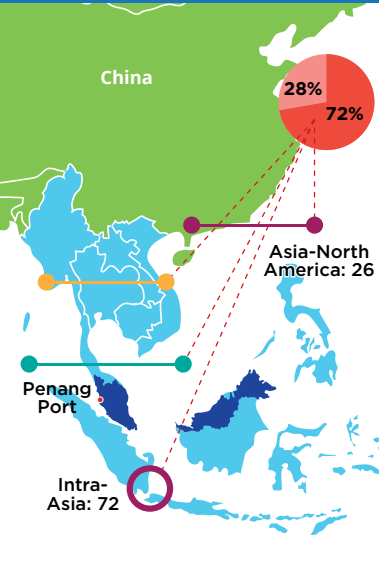 China
28%
72%
Asia-North
America: 26
Penang
Port
Intra-
Asia: 72